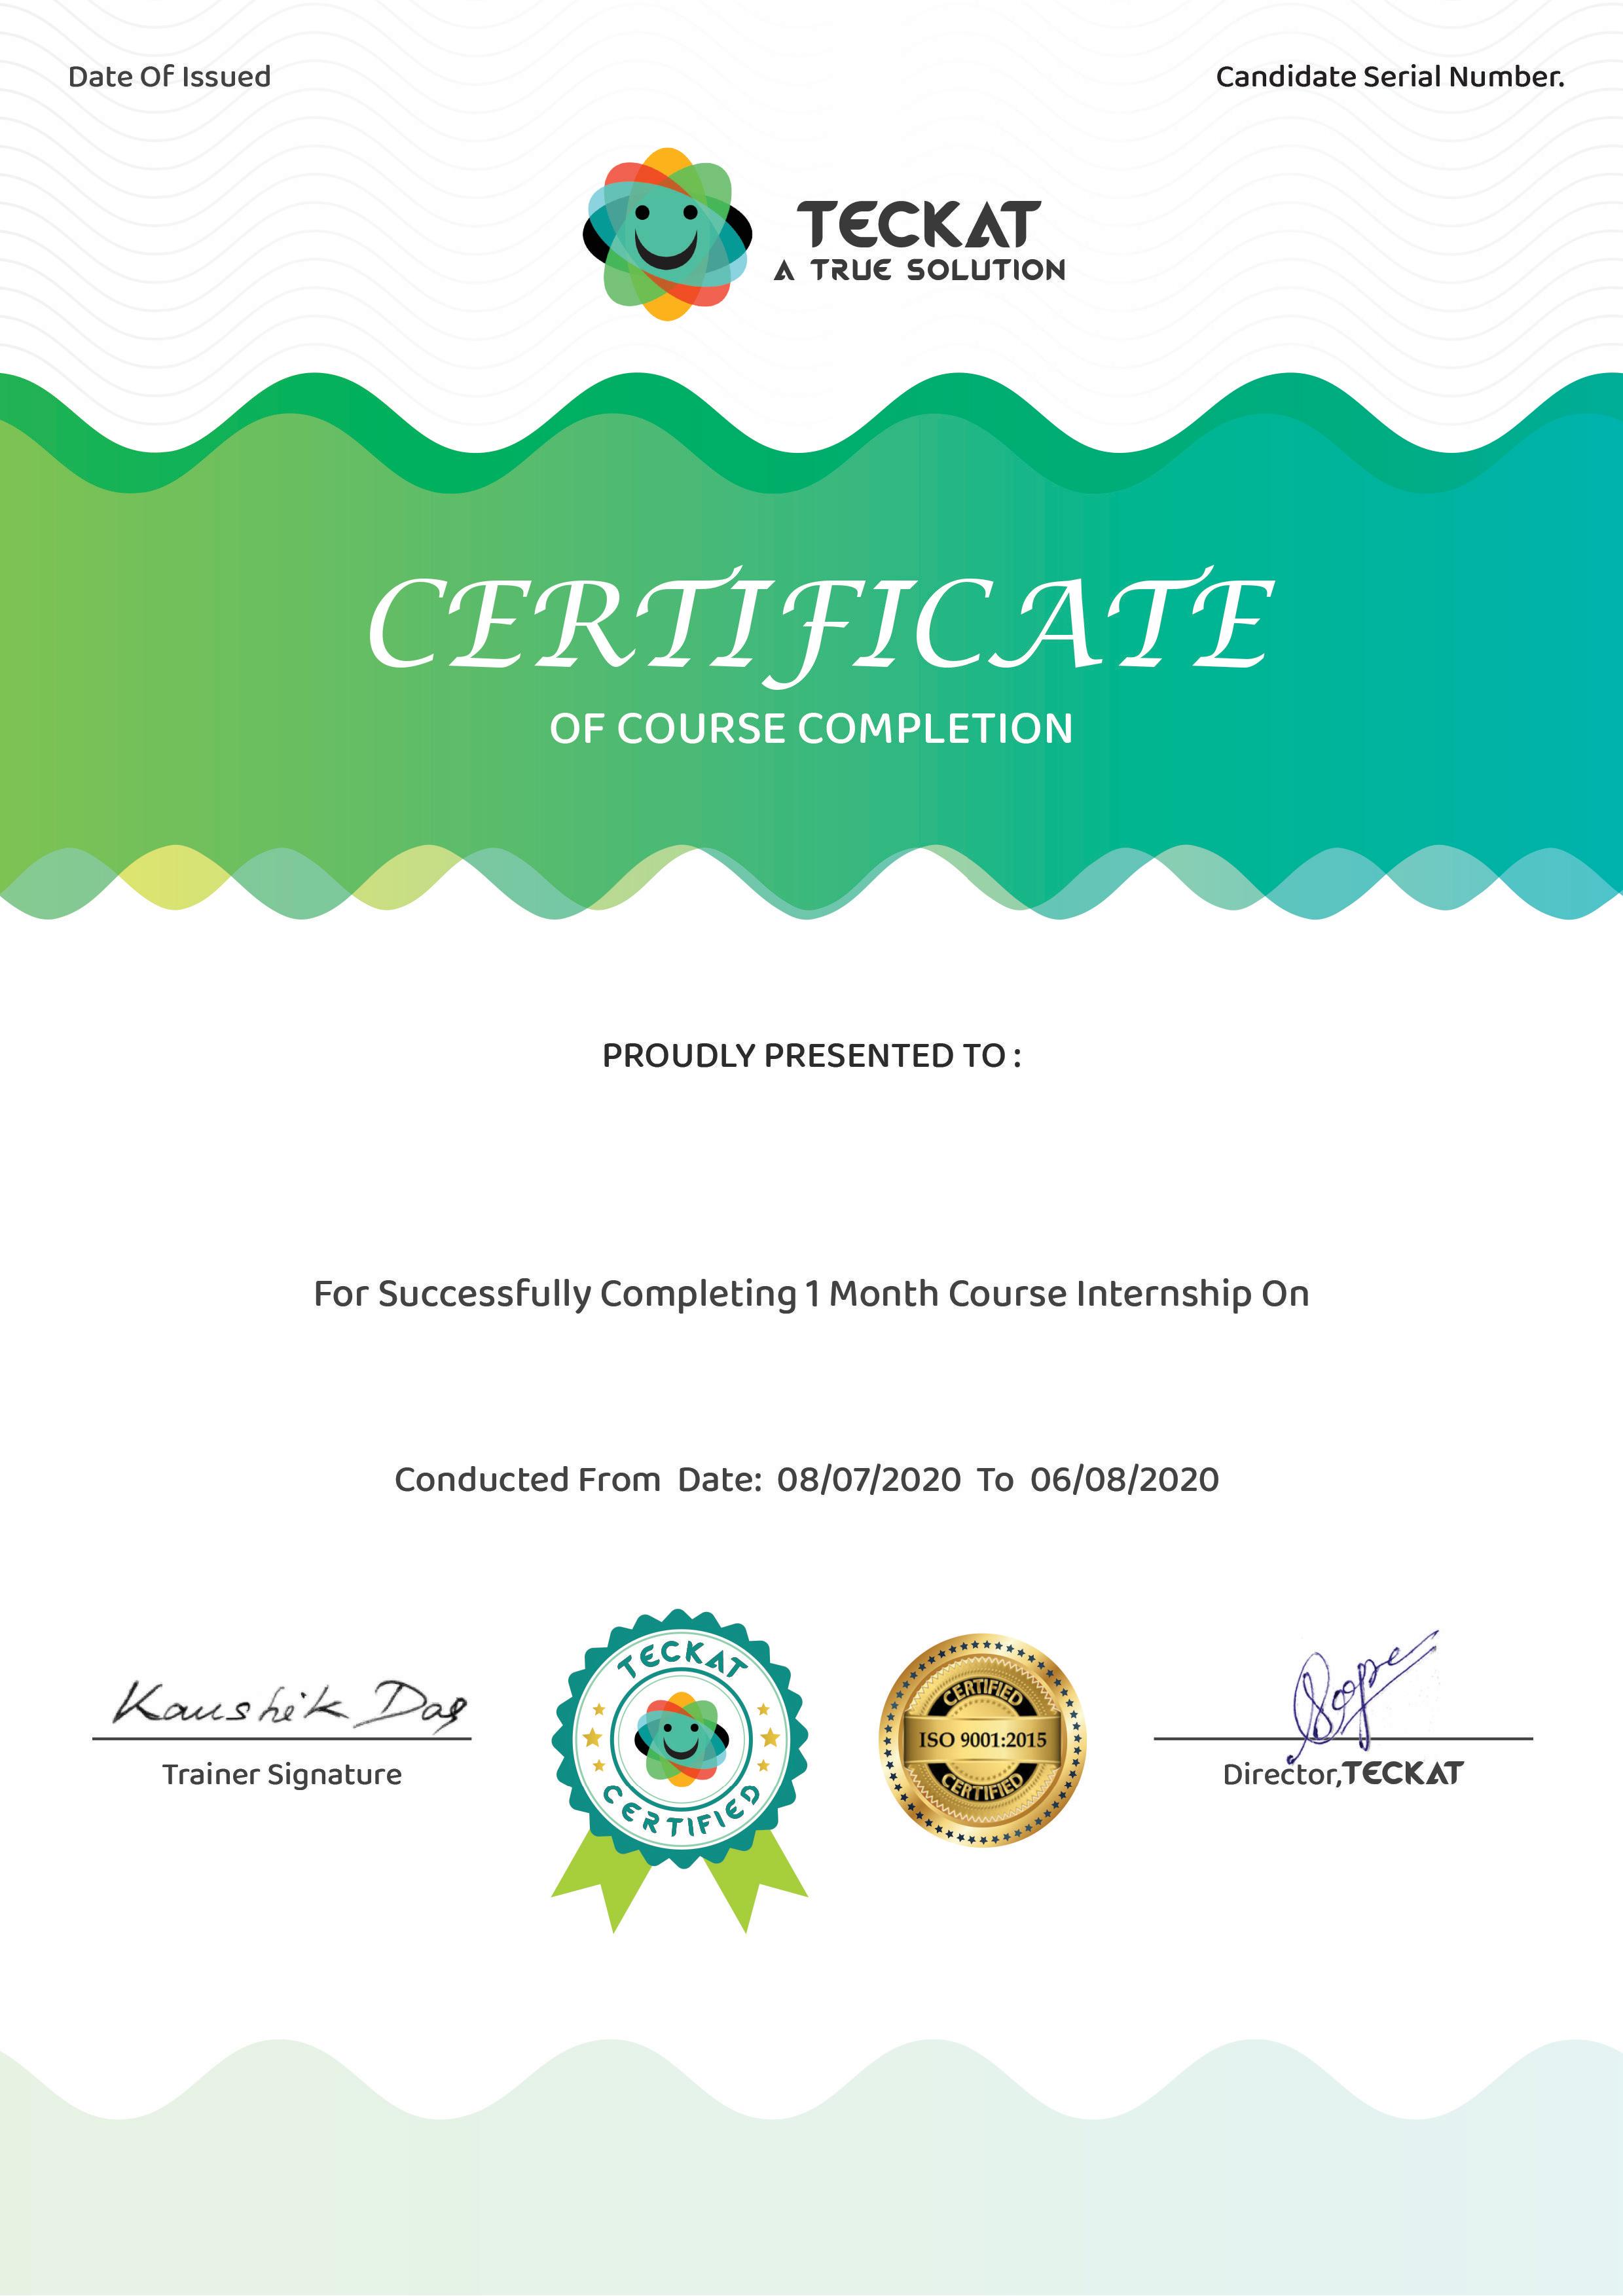 Date Of Issued
Candidate Serial Number.
TECKAT
A TRUE SOLUTION
CERTIFICATE
OF COURSE COMPLETION
PROUDLY PRESENTED TO :
For Successfully Completing 1 Month Course Internship On
Conducted From Date: 08/07/2020 To 06/08/2020
Kaushik Das
Trainer Signature
TECKAT
CERTIFIED
CERTIFIED
ISO 9001:2015
CERTIFIED
Director,TECKAT